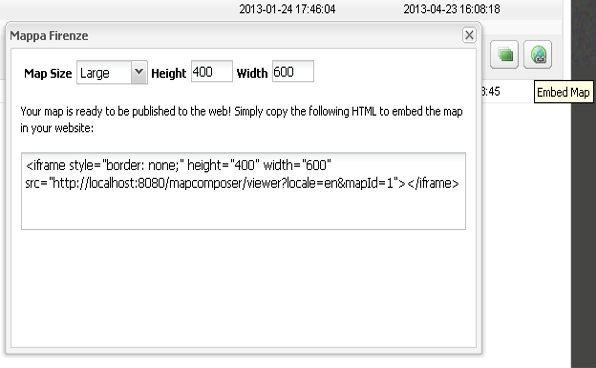 2013-01-24 17:46:04 2013-04-23 16:08:18
Mappa Firenze
Map Size Large Height 400 Width 600
3:45
Embed Map
Your map is ready to be published to the web! Simply copy the following HTML to embed the map
in your website:
<iframe style="border: none;" height="400" width="600"
src="http://localhost:8080/mapcomposer/viewer?locale=en&mapId=1"></iframe>